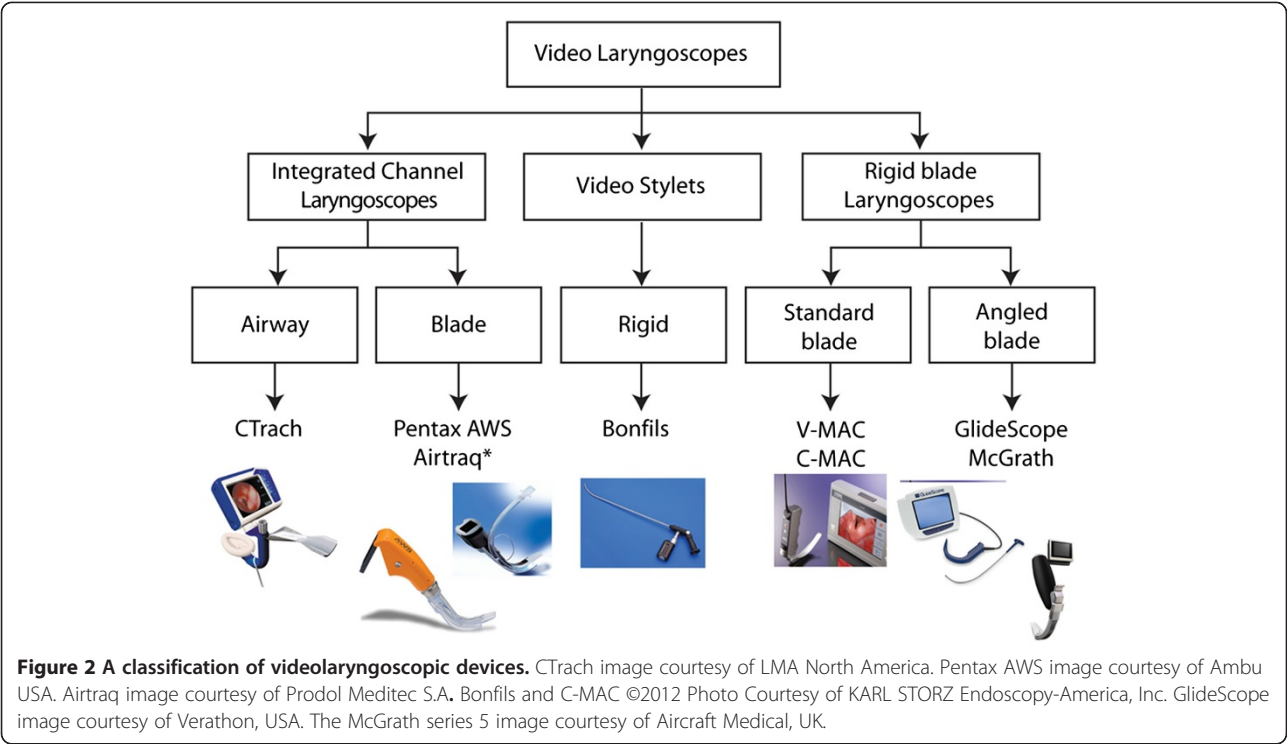 Video Laryngoscopes
Integrated Channel
Laryngoscopes
Video Stylets
Rigid blade
Laryngoscopes
Airway
Blade
Rigid
Standard
blade
Angled
blade
CTrach
Pentax AWS
Airtraq*
Bonfils
V-MAC
C-MAC
GlideScope
McGrath
GlideScope
Figure 2 A classification of videolaryngoscopic devices. CTrach image courtesy of LMA North America. Pentax AWS image courtesy of Ambu
USA. Airtraq image courtesy of Prodol Meditec S.A. Bonfils and C-MAC ©2012 Photo Courtesy of KARL STORZ Endoscopy-America, Inc. GlideScope
image courtesy of Verathon, USA. The McGrath series 5 image courtesy of Aircraft Medical, UK.